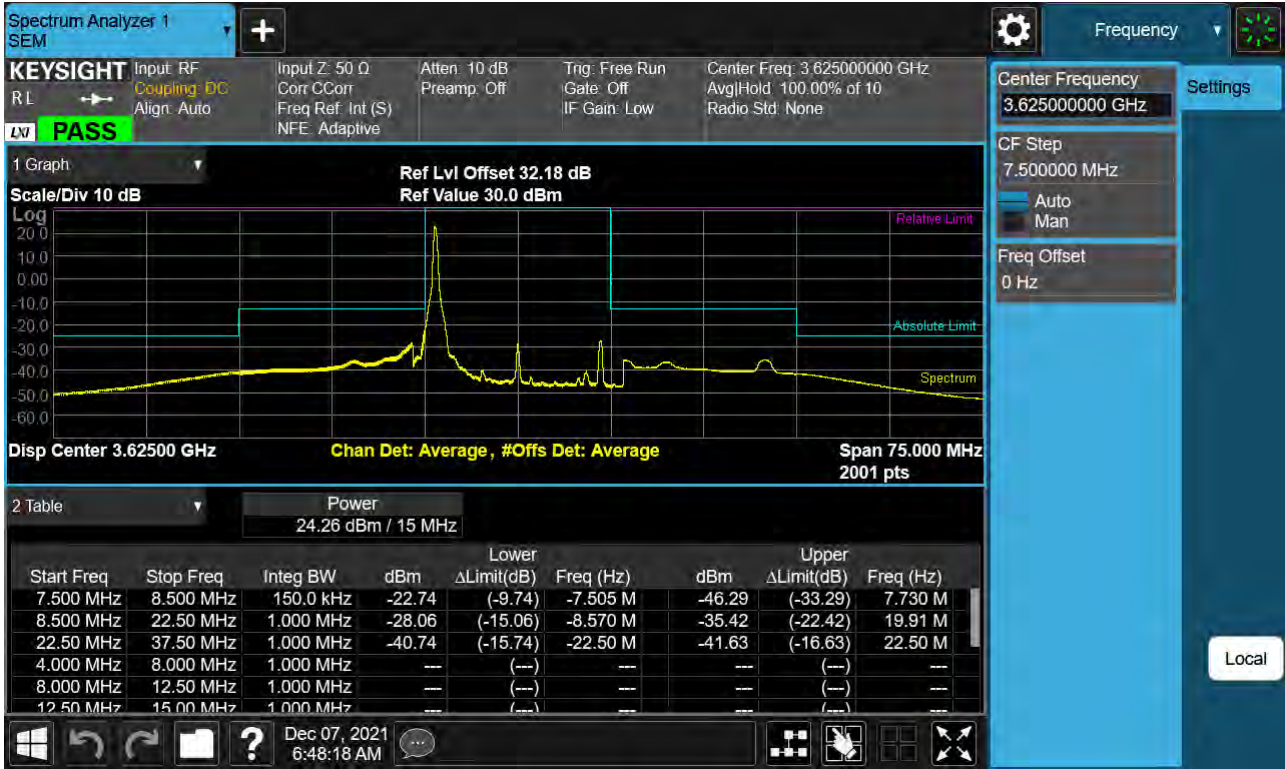 Spectrum Analyzer 1
SEM
Frequency
KEYSIGHT
R L
LXI
PASS
Input: RF
Coupling: DC
Align: Auto
Input Z: 50 Ω
Corr CCorr
Freq Ref: Int (S)
NFE: Adaptive
Atten: 10 dB
Preamp: Off
Trig: Free Run
Gate: Off
IF Gain: Low
Center Freq: 3.625000000 GHz
Avg|Hold: 100.00% of 10
Radio Std: None
Center Frequency
3.625000000 GHz
Settings
CF Step
7.500000 MHz
Auto
Man
Freq Offset
0 Hz
1 Graph
Ref Lvl Offset 32.18 dB
Scale/Div 10 dB
Ref Value 30.0 dBm
Log
20.0
10.0
0.00
-10.0
-20.0
-30.0
-40.0
-50.0
-60.0
Relative Limit
Absolute Limit
Spectrum
Disp Center 3.62500 GHz
Chan Det: Average, #Offs Det: Average
Span 75.000 MHz
2001 pts
2 Table
Power
24.26 dBm / 15 MHz
Lower Upper
Start Freq Stop Freq Integ BW dBm ΔLimit(dB) Freq (Hz) dBm ΔLimit(dB) Freq (Hz)
7.500 MHz 8.500 MHz 150.0 kHz -22.74 (-9.74) -7.505 M -46.29 (-33.29) 7.730 M
8.500 MHz 22.50 MHz 1.000 MHz -28.06 (-15.06) -8.570 M -35.42 (-22.42) 19.91 M
22.50 MHz 37.50 MHz 1.000 MHz -40.74 (-15.74) -22.50 M -41.63 (-16.63) 22.50 M
4.000 MHz 8.000 MHz 1.000 MHz --- (---) --- --- (---) ---
8.000 MHz 12.50 MHz 1.000 MHz --- (---) --- --- (---) ---
12.50 MHz 15.00 MHz 1.000 MHz --- (---) --- --- (---) ---
Local
Dec 07, 2021
6:48:18 AM